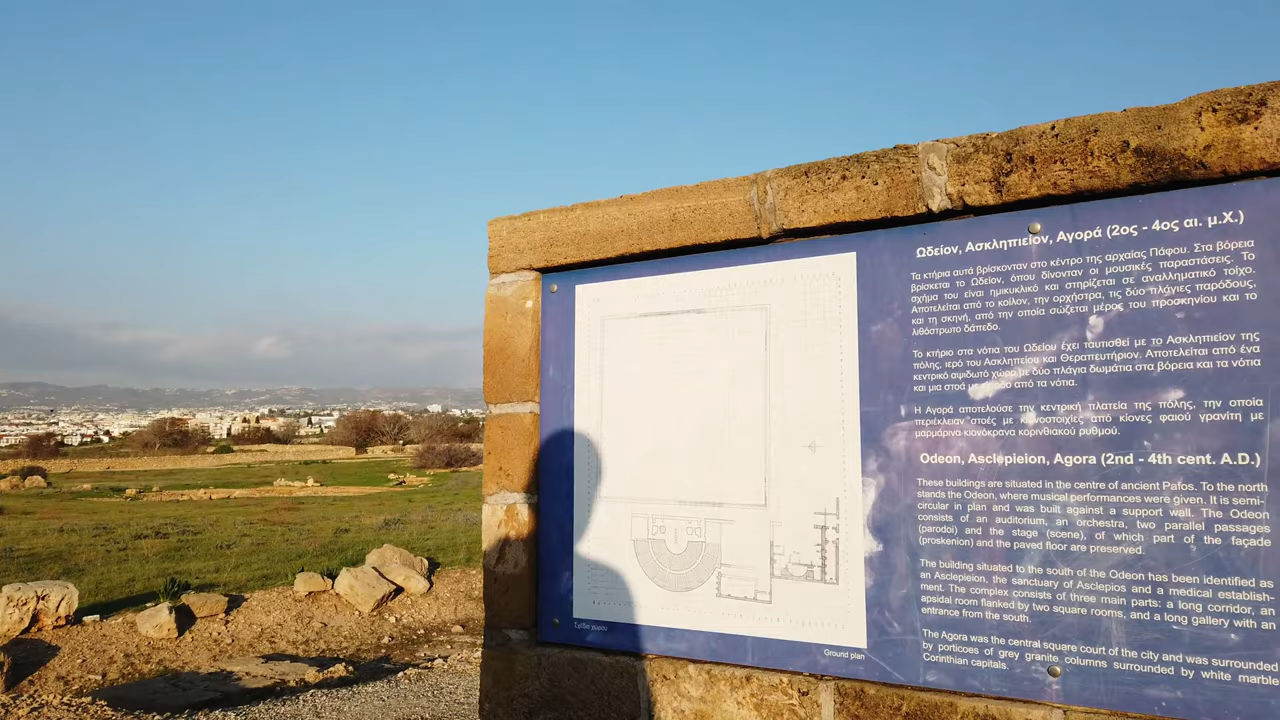 Ωδείον, Ασκληπιείον, Αγορά (2ος - 4ος αι. μ.Χ.)
Τα κτήρια αυτά βρίσκονταν στο κέντρο της αρχαίας Πάφου. Στα βόρεια
βρίσκεται το Ωδείον, όπου δίνονταν οι μουσικές παραστάσεις. Το
σχήμα του είναι ημικυκλικό και στηρίζεται σε αναλληματικό τοίχο.
Αποτελείται από το κοίλον, την ορχήστρα, τις δύο πλάγιες παρόδους,
και τη σκηνή, από την οποία σώζεται μέρος του προσκηνίου και το
λιθόστρωτο δάπεδο.
Το κτήριο στα νότια του Ωδείου έχει ταυτισθεί με το Ασκληπιείον της
πόλης, ιερό του Ασκληπιείου και Θεραπευτήριον. Αποτελείται από ένα
κεντρικό αψιδωτό χώρο με δύο πλάγια δωμάτια στα βόρεια και τα νότια
και μια στοά με είσοδο από τα νότια.
Η Αγορά αποτελούσε την κεντρική πλατεία της πόλης, την οποία
περιέκλειαν στοές με κιονοστοιχίες από κίονες φαιού γρανίτη με
μαρμάρινα κιονόκρανα κορινθιακού ρυθμού.
Odeon, Asclepieion, Agora (2nd - 4th cent. A.D.)
These buildings are situated in the centre of ancient Pafos. To the north
stands the Odeon, where musical performances were given. It is semi-
circular in plan and was built against a support wall. The Odeon
consists of an auditorium, an orchestra, two parallel passages
(parodoi) and the stage (scene), of which part of the façade
(proskenion) and the paved floor are preserved.
The building situated to the south of the Odeon has been identified as
an Asclepieion, the sanctuary of Asclepios and a medical establish-
ment. The complex consists of three main parts: a long corridor, an
apsidal room flanked by two square rooms, and a long gallery with an
entrance from the south.
The Agora was the central square court of the city and was surrounded
by porticoes of grey granite columns surrounded by white marble
Corinthian capitals.
Σχέδιο χώρου
Ground plan